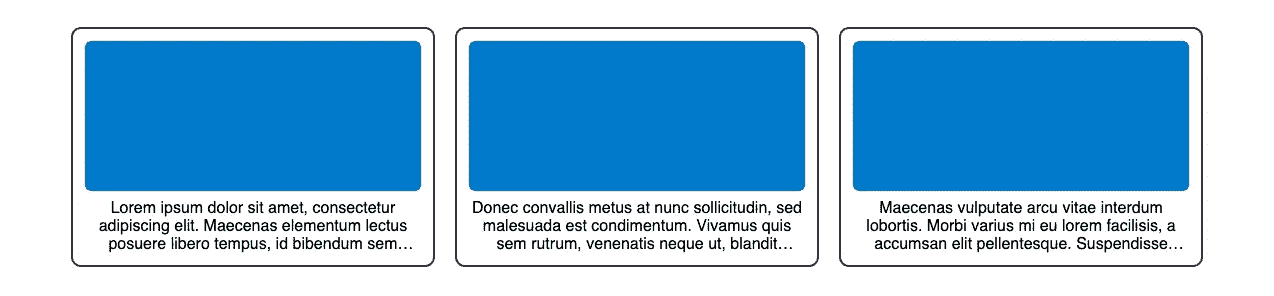 Lorem ipsum dolor sit amet, consectetur
adipiscing elit. Maecenas elementum lectus
posuere libero tempus, id bibendum sem…
Donec convallis metus at nunc sollicitudin, sed
malesuada est condimentum. Vivamus quis
sem rutrum, venenatis neque ut, blandit…
Maecenas vulputate arcu vitae interdum
lobortis. Morbi varius mi eu lorem facilisis, a
accumsan elit pellentesque. Suspendisse…